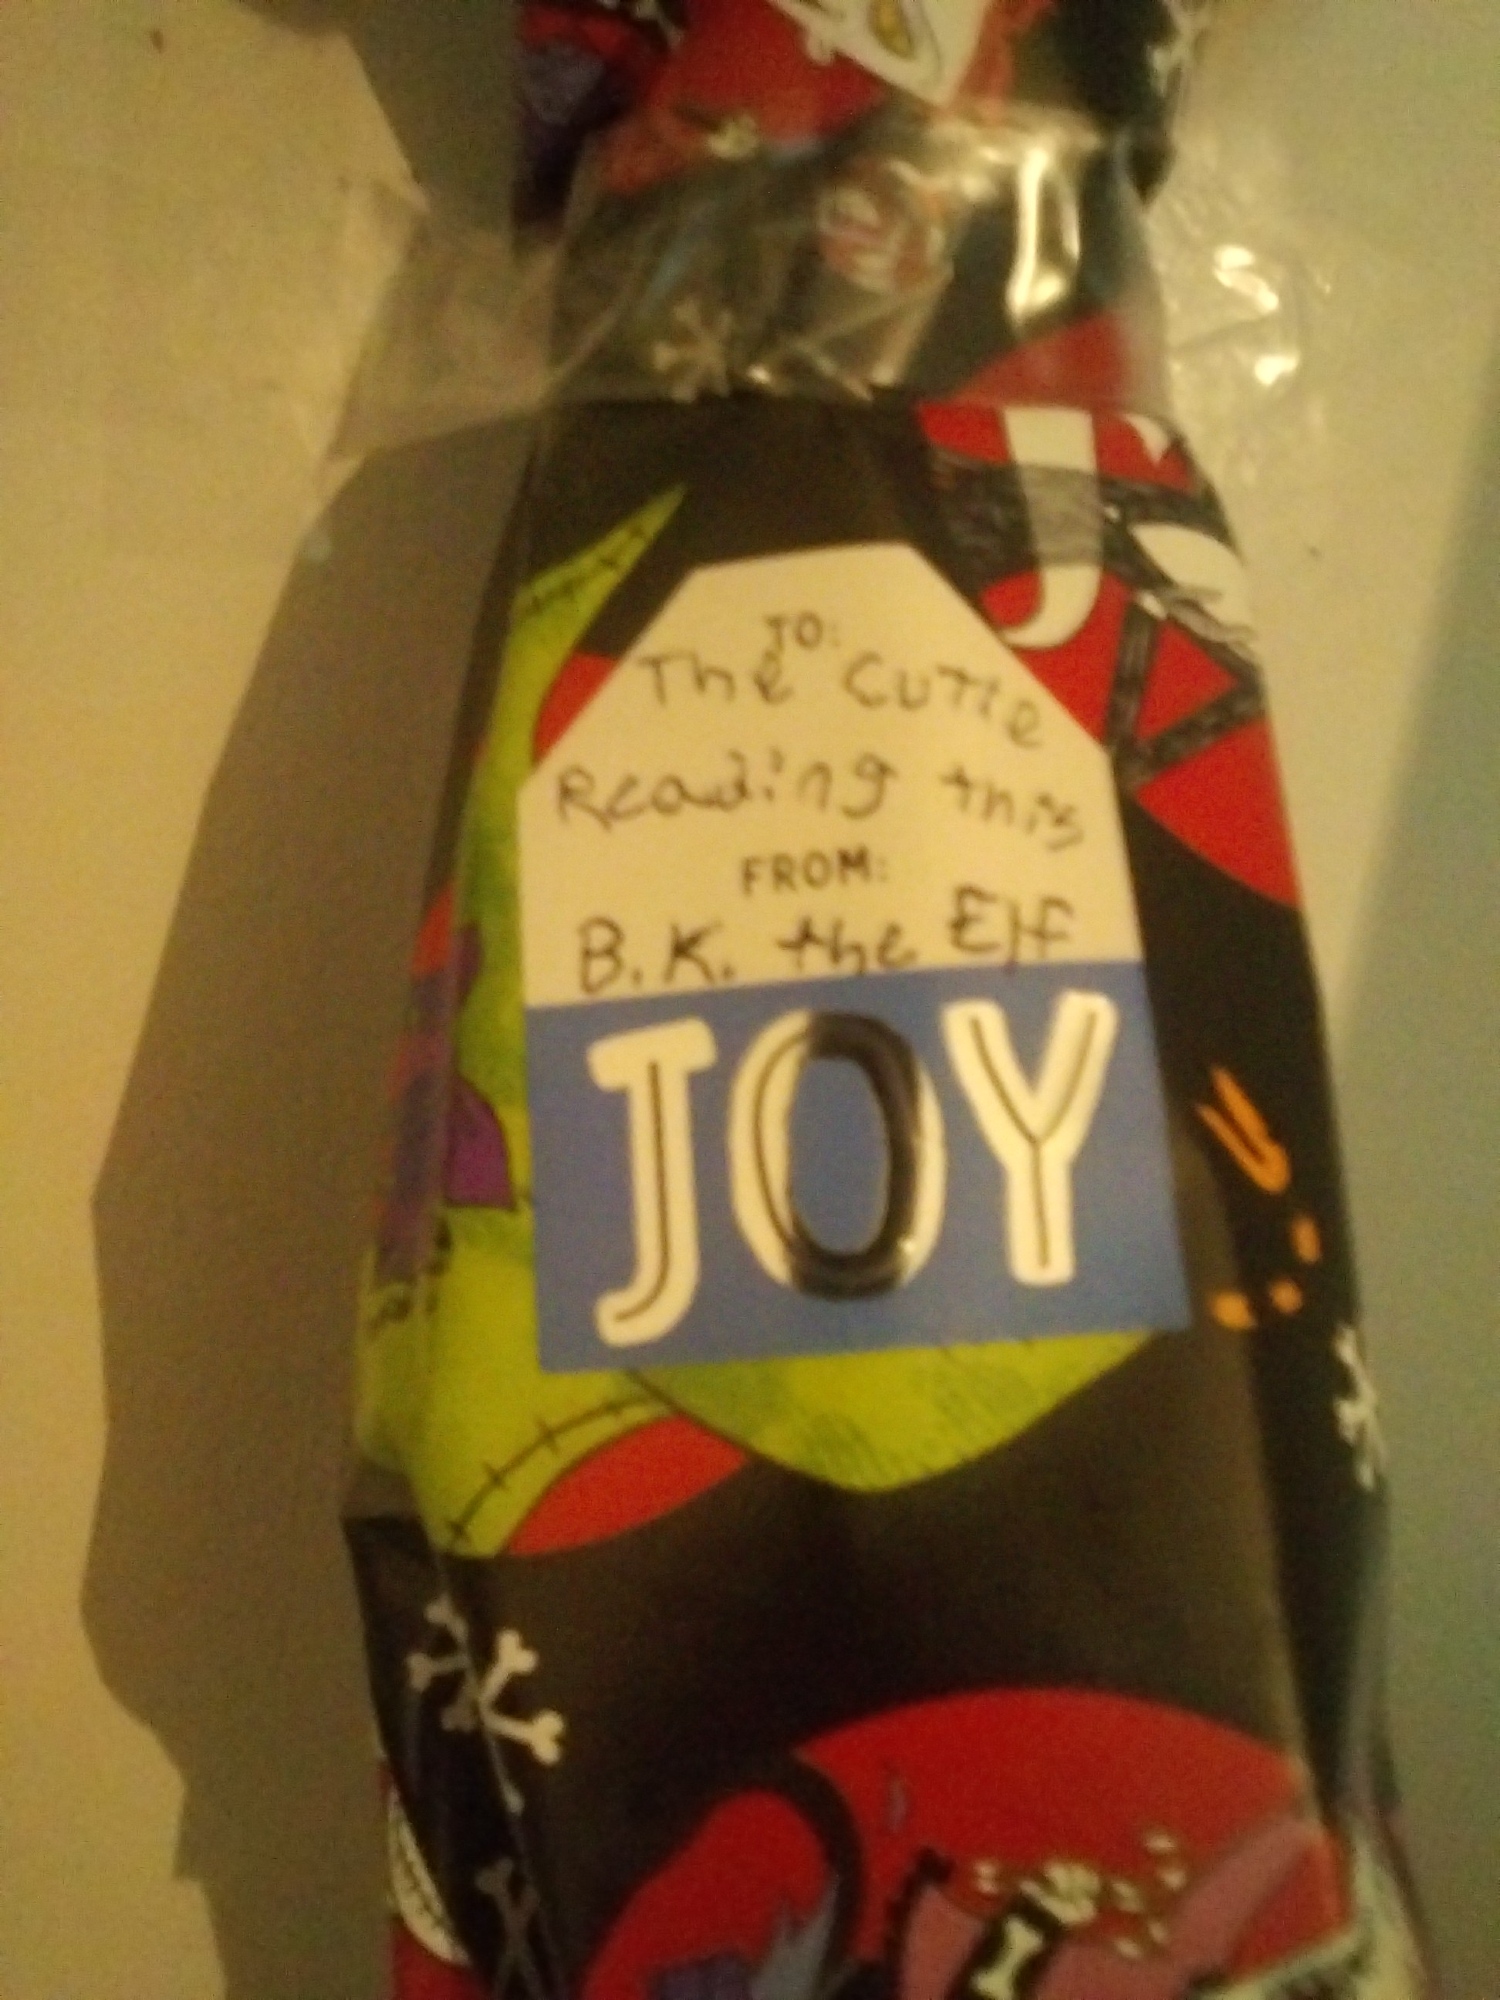 TO:
The Cutie
Reading this
FROM:
B.K. the Elf
JOY